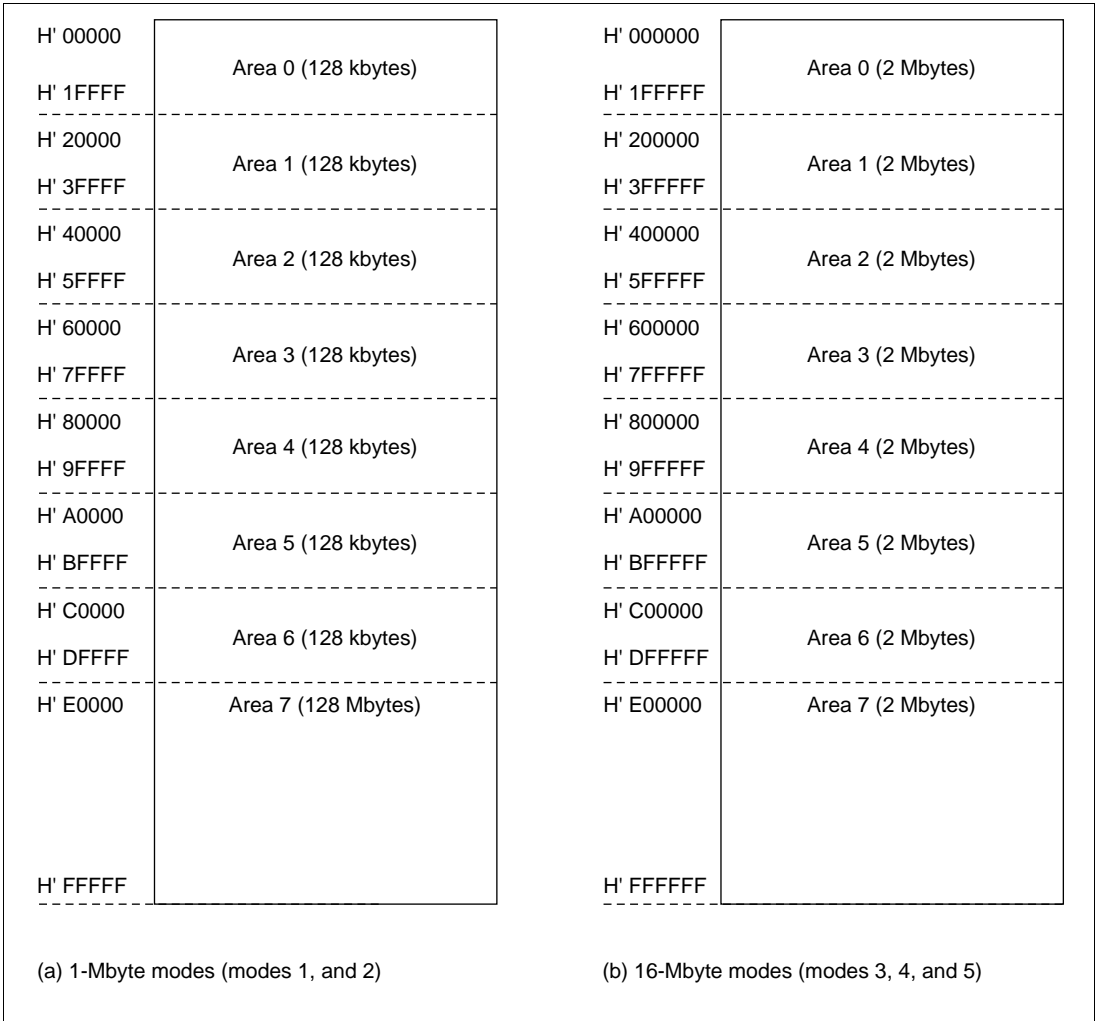 H' 00000
Area 0 (128 kbytes)
H' 1FFFF
H' 20000
Area 1 (128 kbytes)
H' 3FFFF
H' 40000
Area 2 (128 kbytes)
H' 5FFFF
H' 60000
Area 3 (128 kbytes)
H' 7FFFF
H' 80000
Area 4 (128 kbytes)
H' 9FFFF
H' A0000
Area 5 (128 kbytes)
H' BFFFF
H' C0000
Area 6 (128 kbytes)
H' DFFFF
H' E0000
Area 7 (128 Mbytes)
H' FFFFF
(a) 1-Mbyte modes (modes 1, and 2)
H' 000000
Area 0 (2 Mbytes)
H' 1FFFFF
H' 200000
Area 1 (2 Mbytes)
H' 3FFFFF
H' 400000
Area 2 (2 Mbytes)
H' 5FFFFF
H' 600000
Area 3 (2 Mbytes)
H' 7FFFFF
H' 800000
Area 4 (2 Mbytes)
H' 9FFFFF
H' A00000
Area 5 (2 Mbytes)
H' BFFFFF
H' C00000
Area 6 (2 Mbytes)
H' DFFFFF
H' E00000
Area 7 (2 Mbytes)
H' FFFFFF
(b) 16-Mbyte modes (modes 3, 4, and 5)